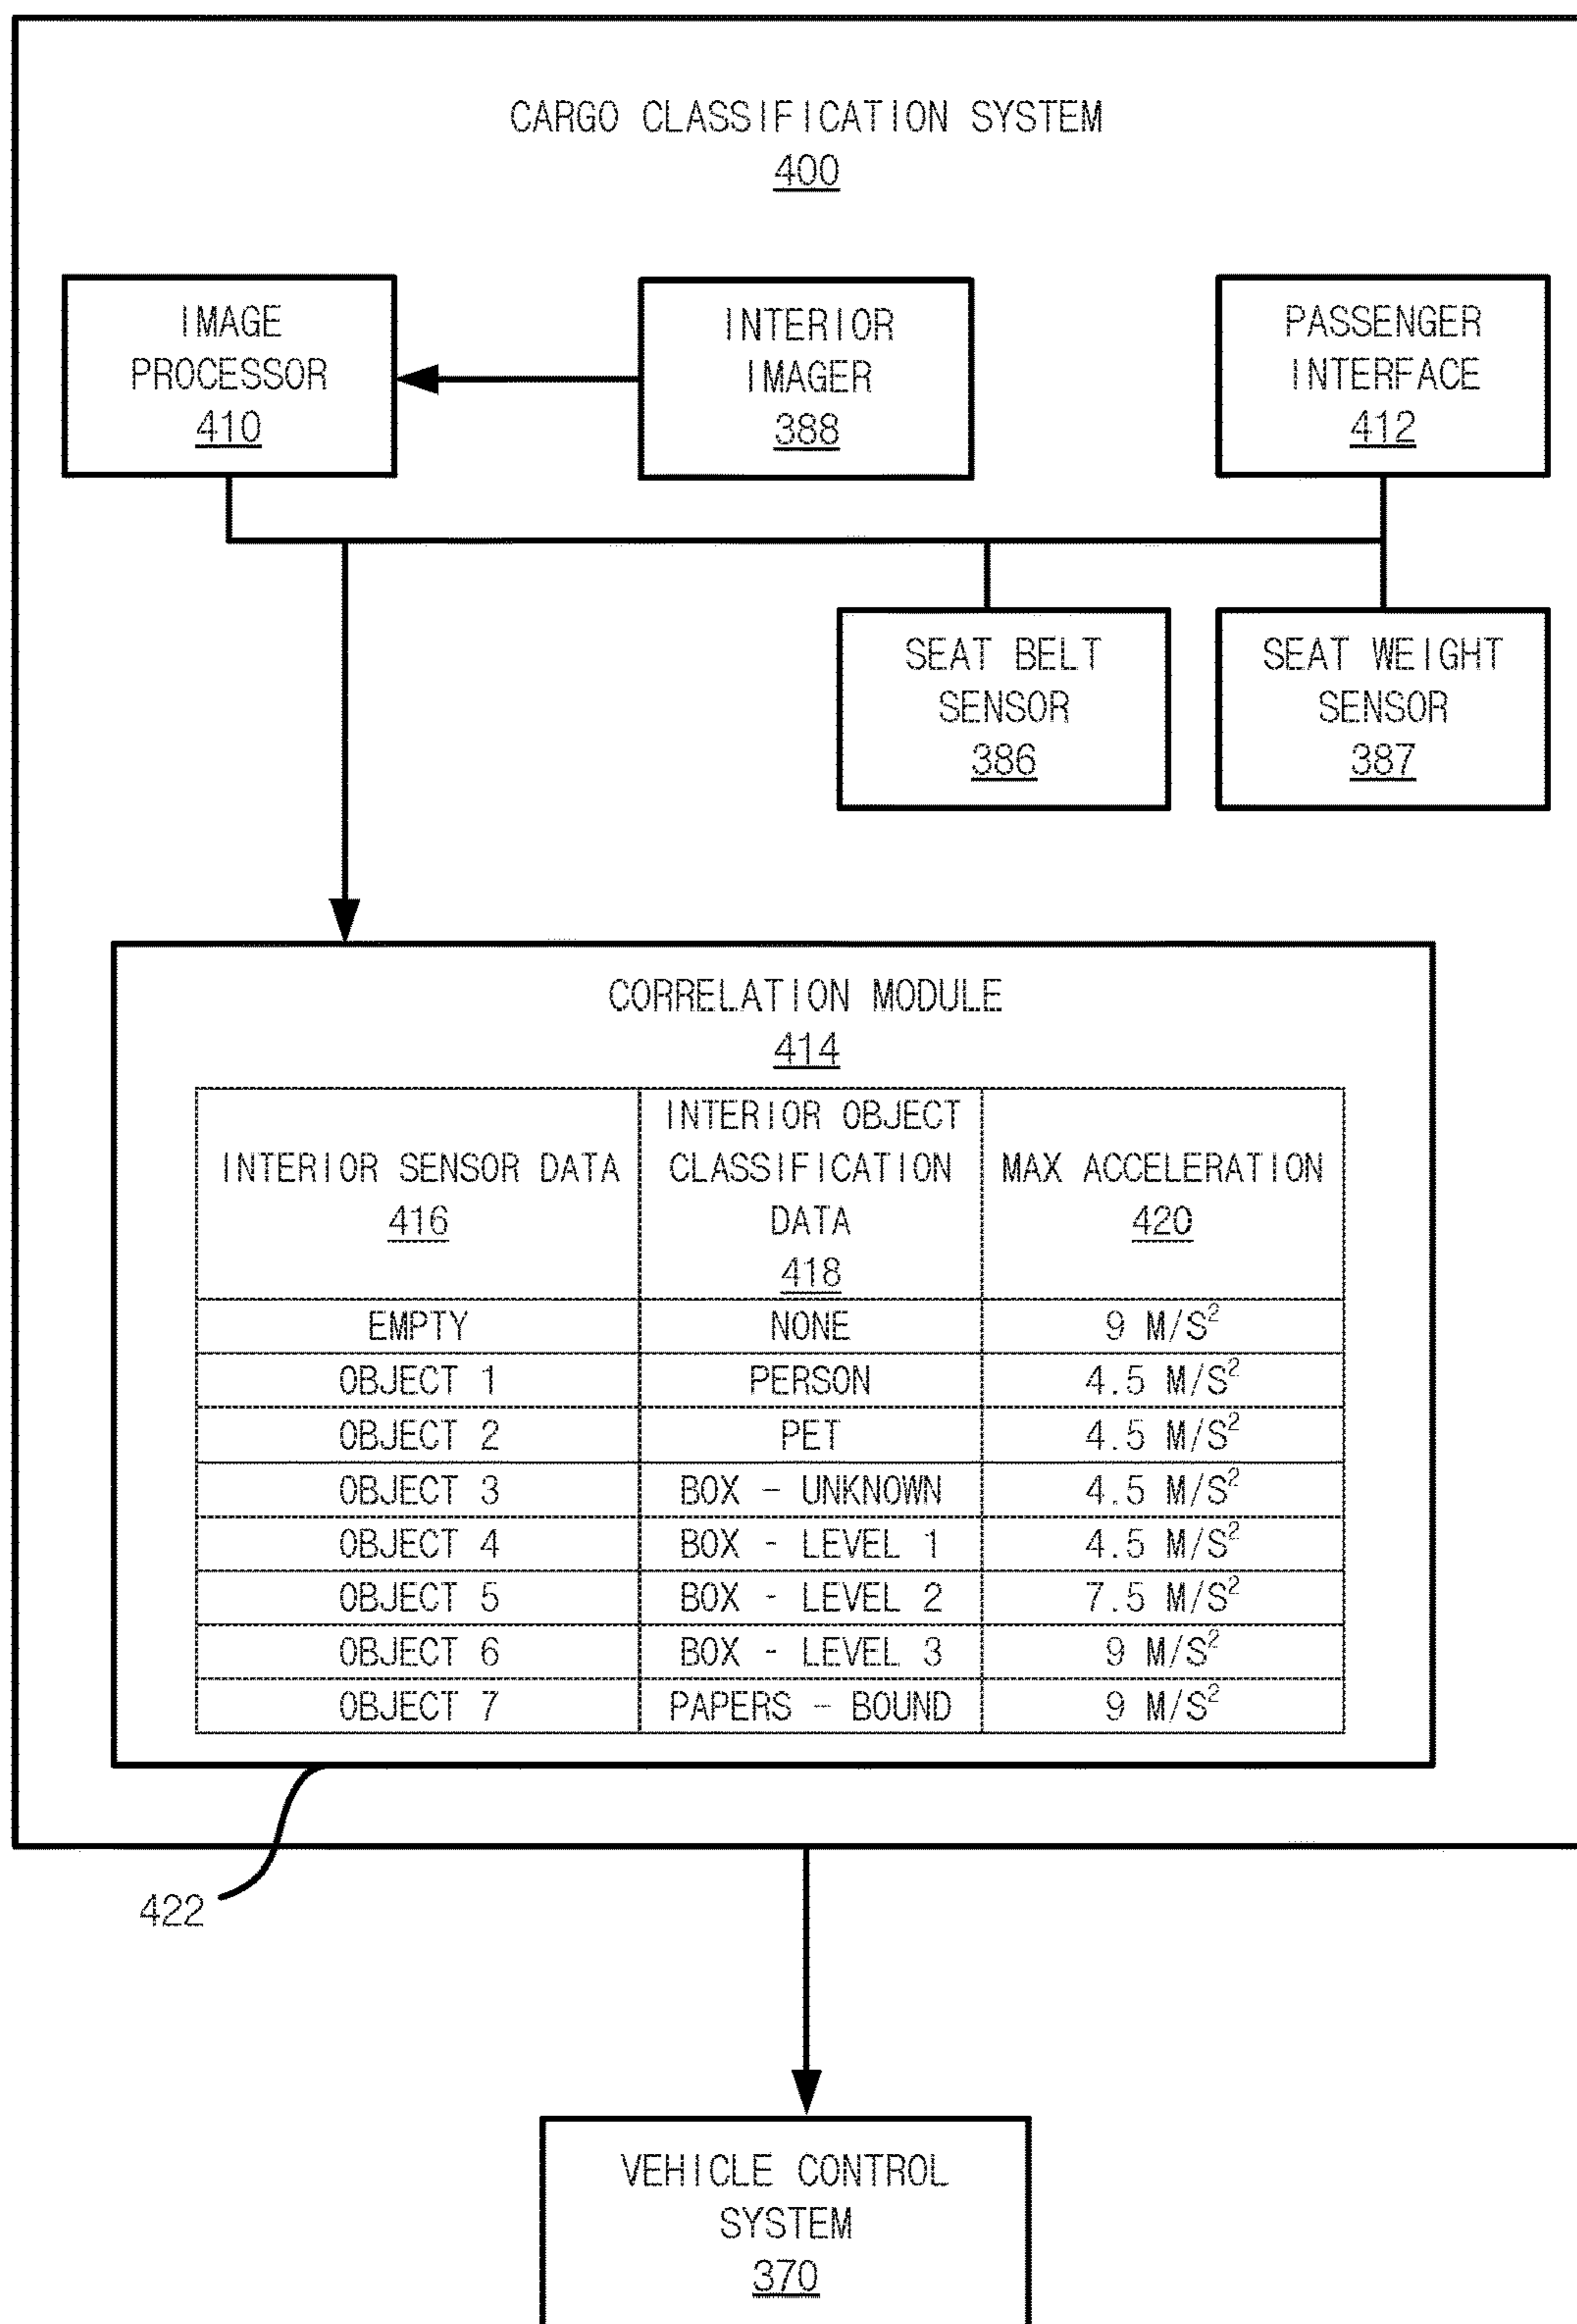 CARGO CLASSIFICATION SYSTEM
400
IMAGE
PROCESSOR
410
INTERIOR
IMAGER
388
PASSENGER
INTERFACE
412
SEAT BELT
SENSOR
386
SEAT WEIGHT
SENSOR
387
CORRELATION MODULE
414
INTERIOR SENSOR DATA
416
INTERIOR OBJECT
CLASSIFICATION
DATA
418
MAX ACCELERATION
420
EMPTY NONE 9 M/S²
OBJECT 1 PERSON 4.5 M/S²
OBJECT 2 PET 4.5 M/S²
OBJECT 3 BOX - UNKNOWN 4.5 M/S²
OBJECT 4 BOX - LEVEL 1 4.5 M/S²
OBJECT 5 BOX - LEVEL 2 7.5 M/S²
OBJECT 6 BOX - LEVEL 3 9 M/S²
OBJECT 7 PAPERS - BOUND 9 M/S²
422
VEHICLE CONTROL
SYSTEM
370